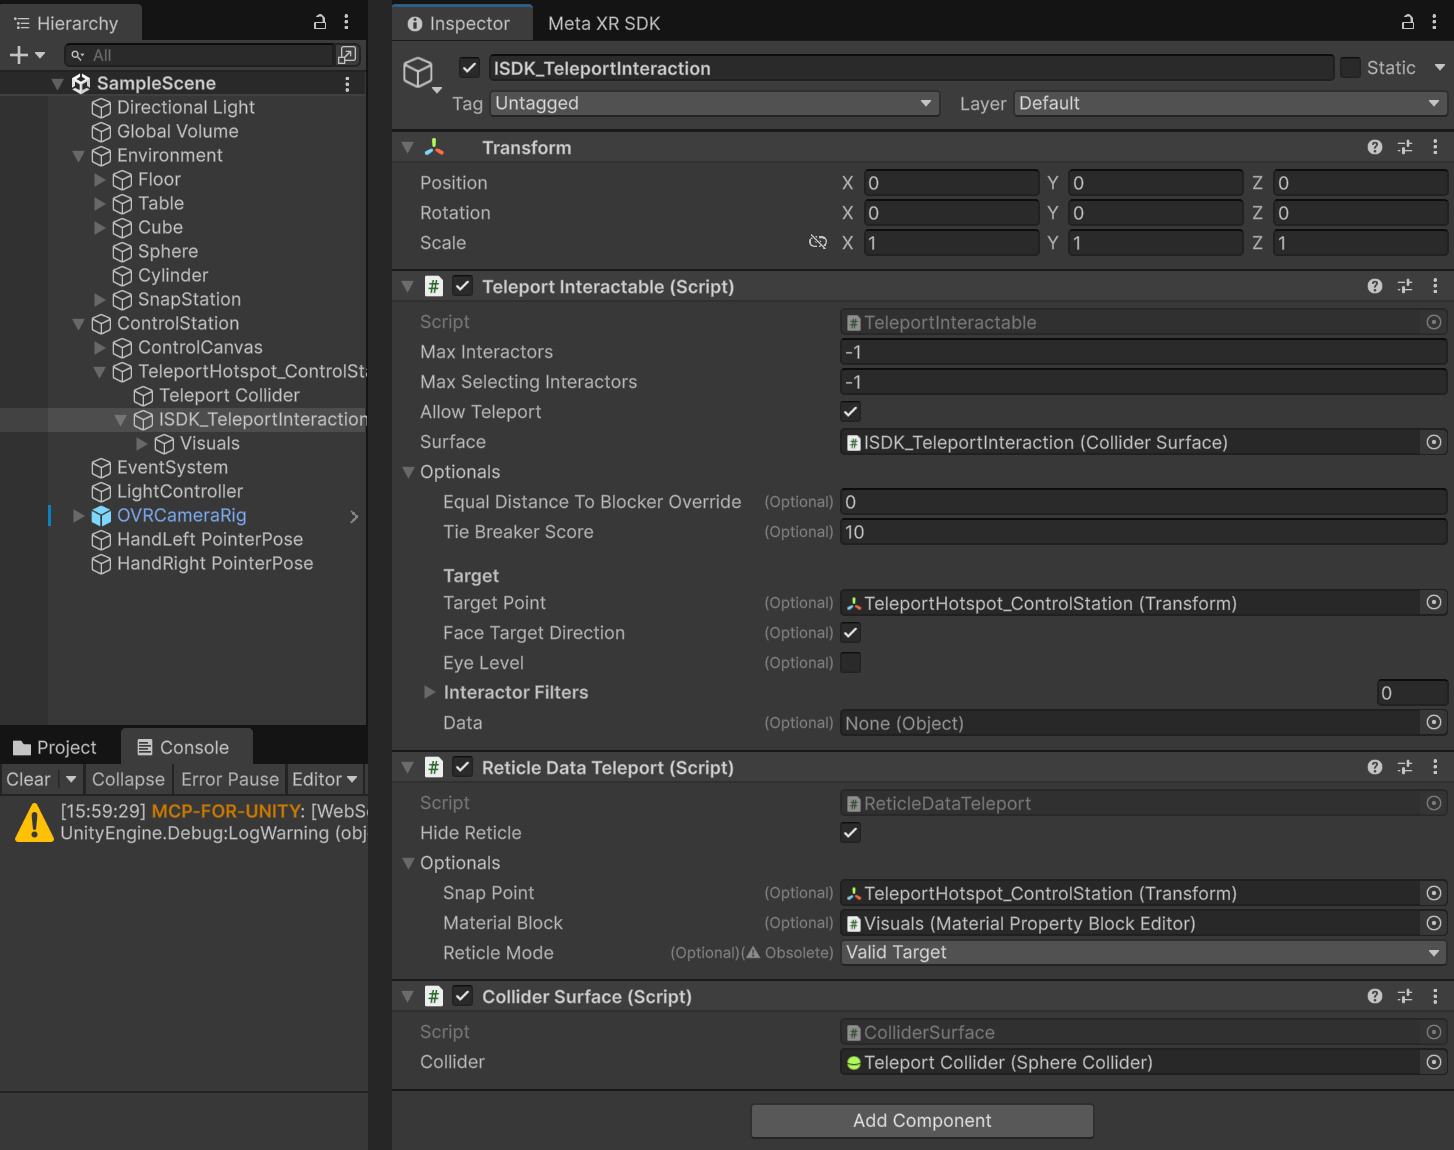 Hierarchy
All
SampleScene
Directional Light
Global Volume
Environment
Floor
Table
Cube
Sphere
Cylinder
SnapStation
ControlStation
ControlCanvas
TeleportHotspot_ControlSta
Teleport Collider
ISDK_TeleportInteraction
Visuals
EventSystem
LightController
OVRCameraRig
HandLeft PointerPose
HandRight PointerPose
Project Console
Clear Collapse Error Pause Editor
[15:59:29] MCP-FOR-UNITY: [WebSo
UnityEngine.Debug:LogWarning (obj
Inspector Meta XR SDK
ISDK_TeleportInteraction Static
Tag Untagged Layer Default
Transform
Position X 0 Y 0 Z 0
Rotation X 0 Y 0 Z 0
Scale X 1 Y 1 Z 1
# Teleport Interactable (Script)
Script # TeleportInteractable
Max Interactors -1
Max Selecting Interactors -1
Allow Teleport
Surface # ISDK_TeleportInteraction (Collider Surface)
Optionals
Equal Distance To Blocker Override (Optional) 0
Tie Breaker Score (Optional) 10
Target
Target Point (Optional) TeleportHotspot_ControlStation (Transform)
Face Target Direction (Optional)
Eye Level (Optional)
Interactor Filters 0
Data (Optional) None (Object)
# Reticle Data Teleport (Script)
Script # ReticleDataTeleport
Hide Reticle
Optionals
Snap Point (Optional) TeleportHotspot_ControlStation (Transform)
Material Block (Optional) # Visuals (Material Property Block Editor)
Reticle Mode (Optional)(⚠ Obsolete) Valid Target
# Collider Surface (Script)
Script # ColliderSurface
Collider Teleport Collider (Sphere Collider)
Add Component